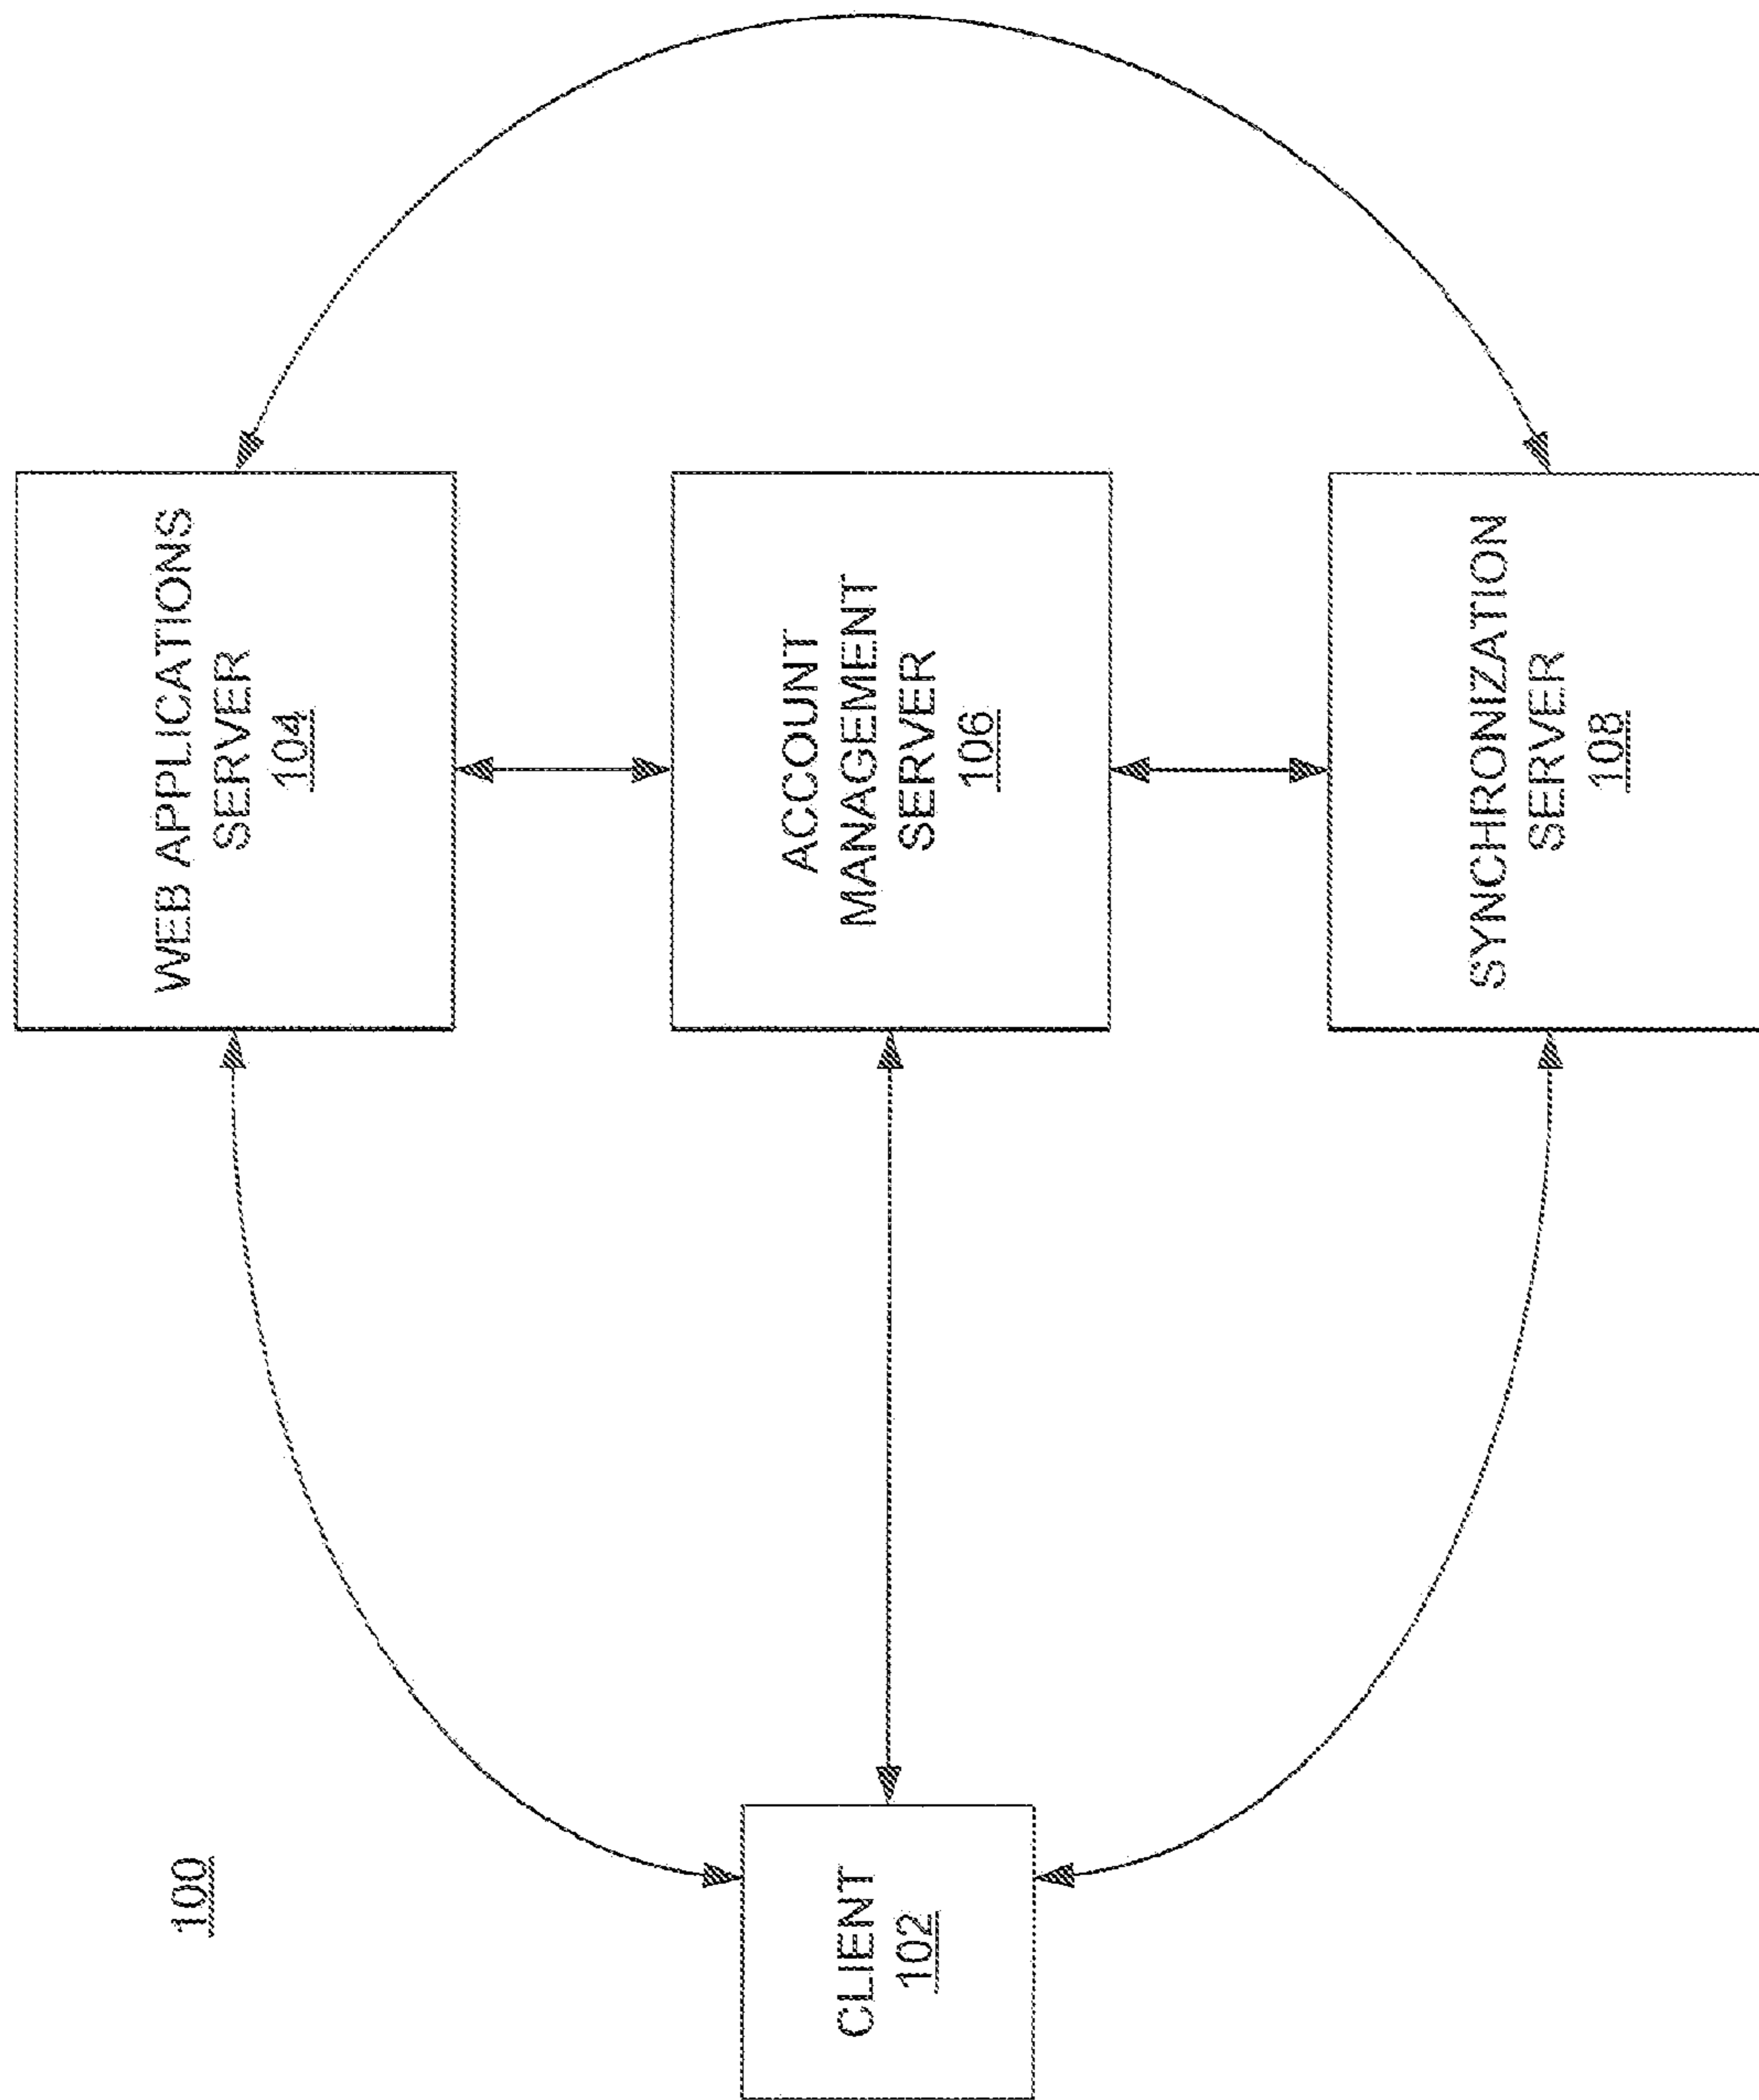 100
WEB APPLICATIONS
SERVER
104
CLIENT
102
ACCOUNT
MANAGEMENT
SERVER
106
SYNCHRONIZATION
SERVER
108